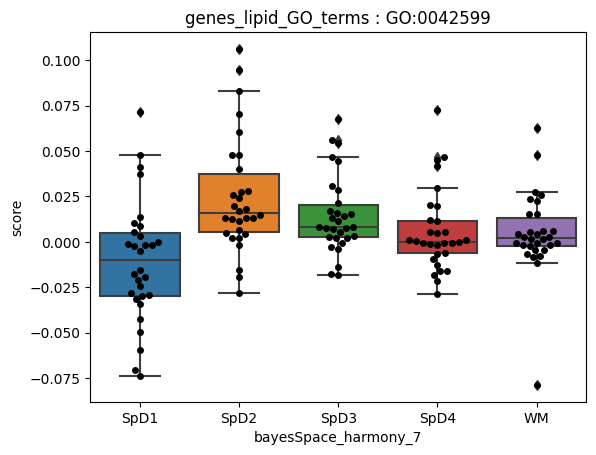 genes_lipid_GO_terms : GO:0042599
0.100
0.075
0.050
0.025
0.000
−0.025
−0.050
−0.075
score
SpD1 SpD2 SpD3 SpD4 WM
bayesSpace_harmony_7